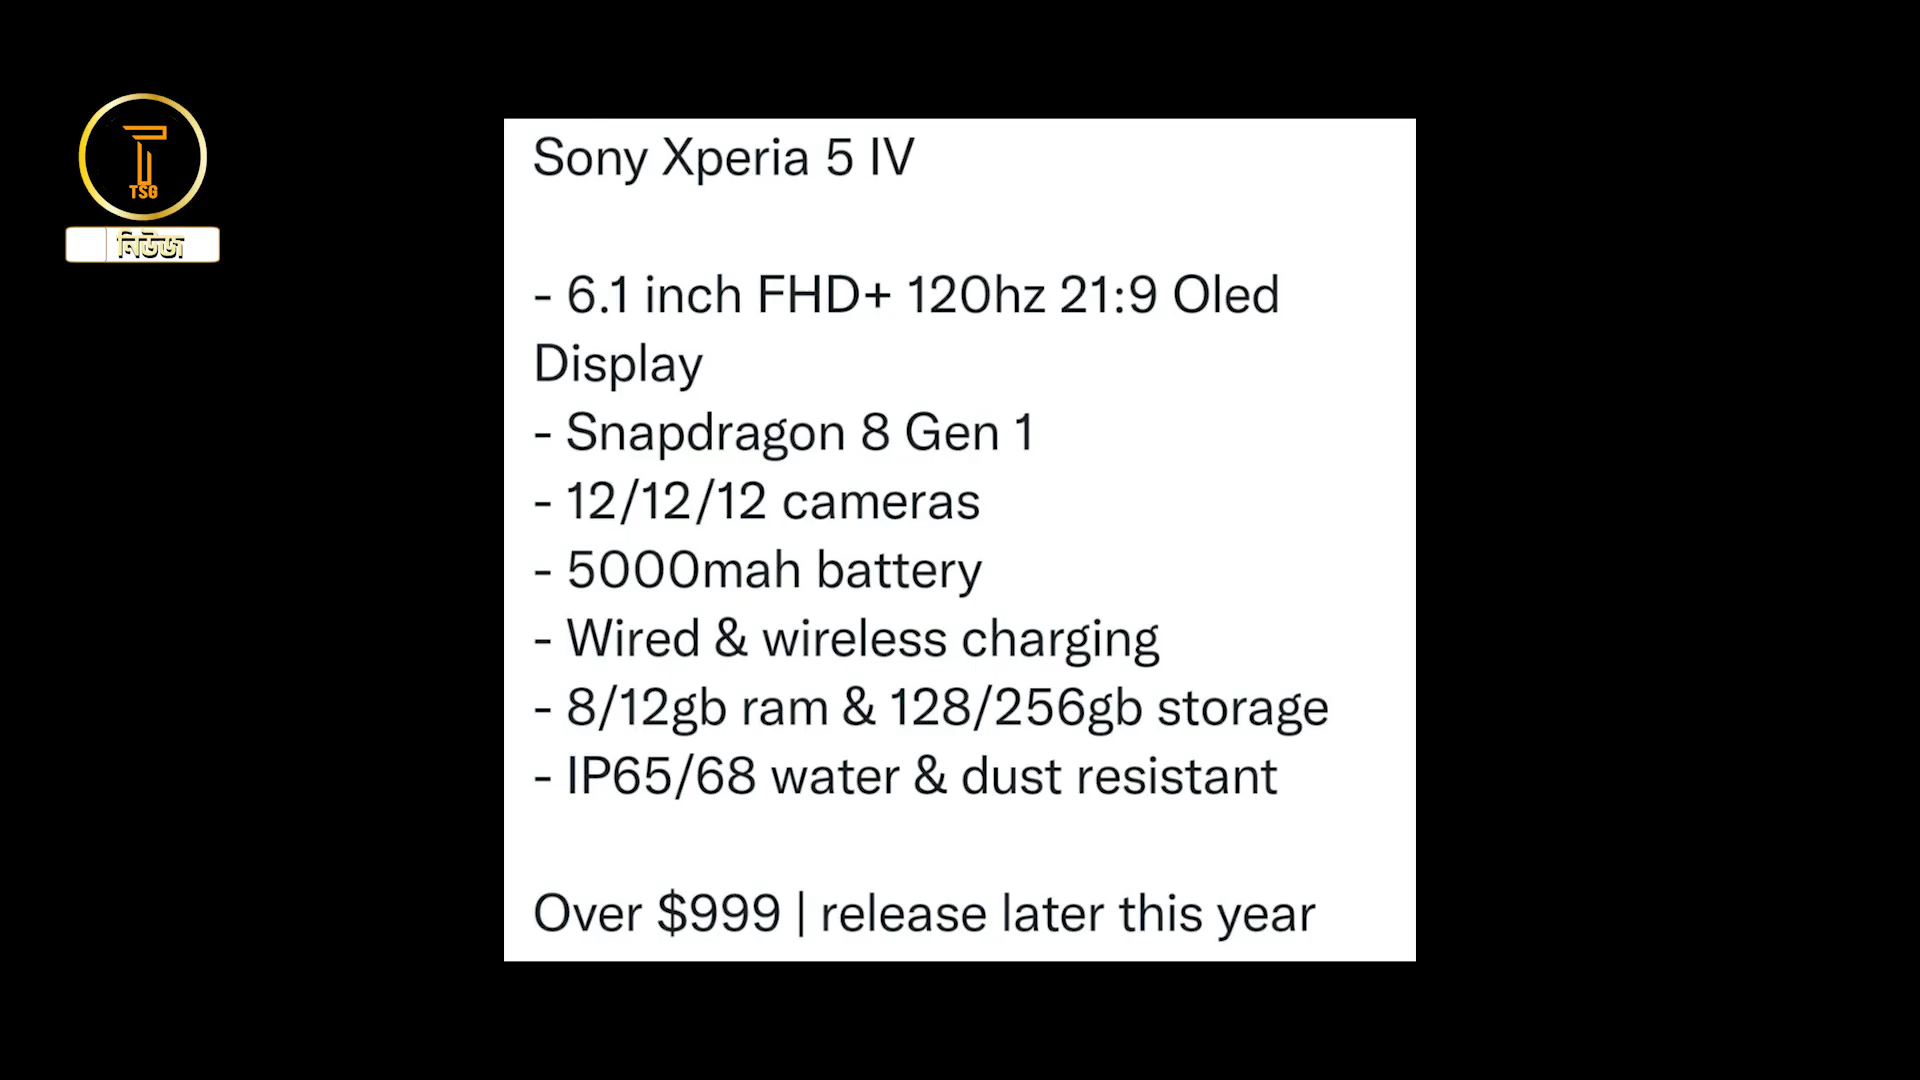 TSG
নিউজ
Sony Xperia 5 IV
- 6.1 inch FHD+ 120hz 21:9 Oled
Display
- Snapdragon 8 Gen 1
- 12/12/12 cameras
- 5000mah battery
- Wired & wireless charging
- 8/12gb ram & 128/256gb storage
- IP65/68 water & dust resistant
Over $999 | release later this year